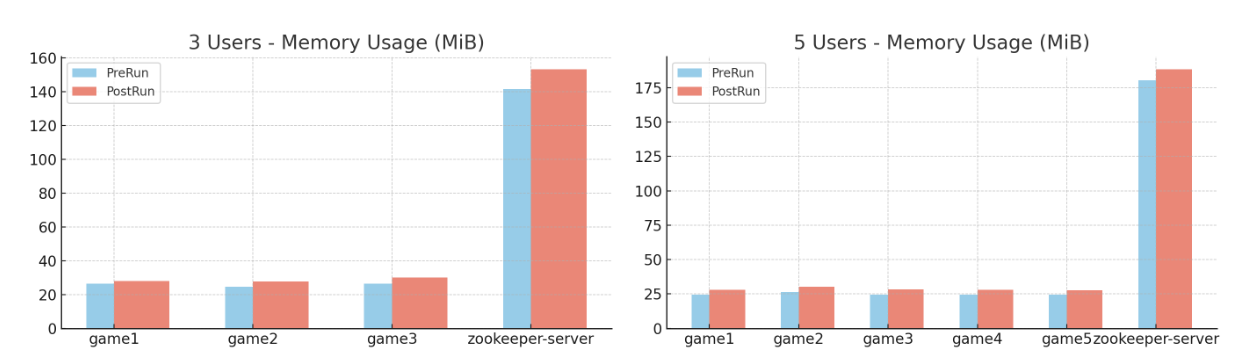 3 Users - Memory Usage (MiB)
160
140
120
100
80
60
40
20
0
PreRun
PostRun
game1 game2 game3 zookeeper-server
5 Users - Memory Usage (MiB)
175
150
125
100
75
50
25
0
PreRun
PostRun
game1 game2 game3 game4 game5 zookeeper-server